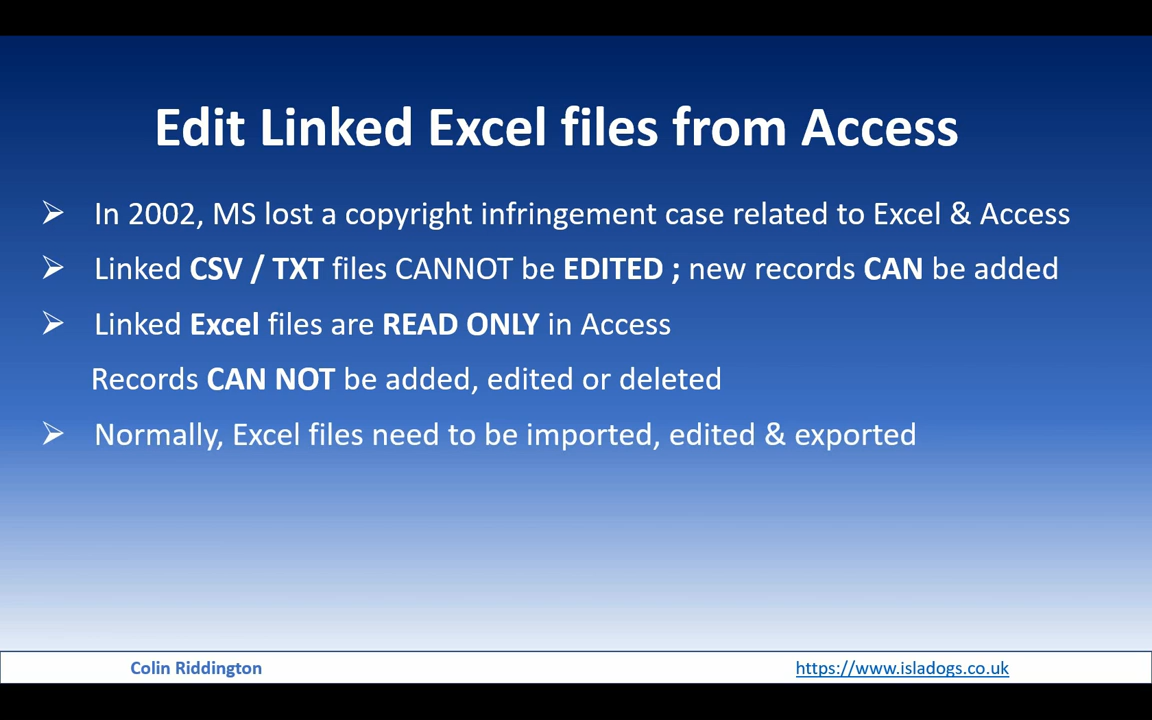 Edit Linked Excel files from Access
➢ In 2002, MS lost a copyright infringement case related to Excel & Access
➢ Linked CSV / TXT files CANNOT be EDITED ; new records CAN be added
➢ Linked Excel files are READ ONLY in Access
Records CAN NOT be added, edited or deleted
➢ Normally, Excel files need to be imported, edited & exported
Colin Riddington
https://www.isladogs.co.uk